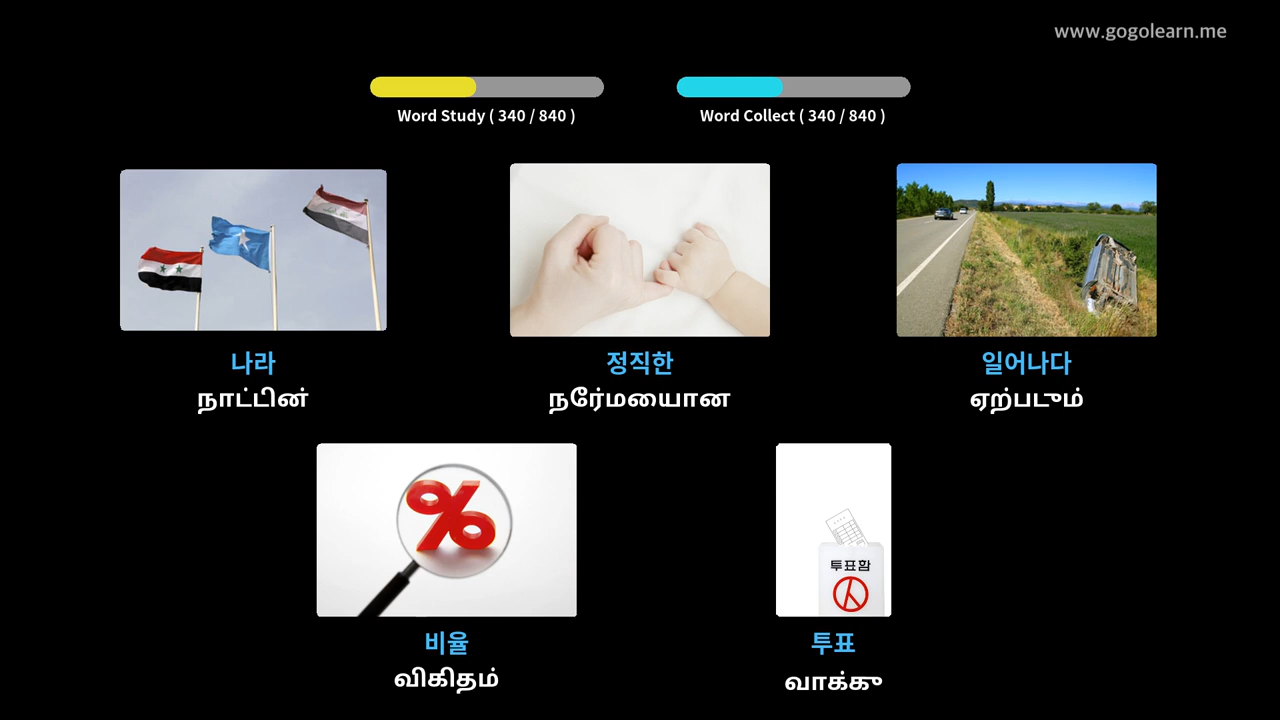 www.gogolearn.me
Word Study ( 340 / 840 )
Word Collect ( 340 / 840 )
나라
நாட்டின்
정직한
நேர்மையான
일어나다
ஏற்படும்
투표함
비율
விகிதம்
투표
வாக்கு